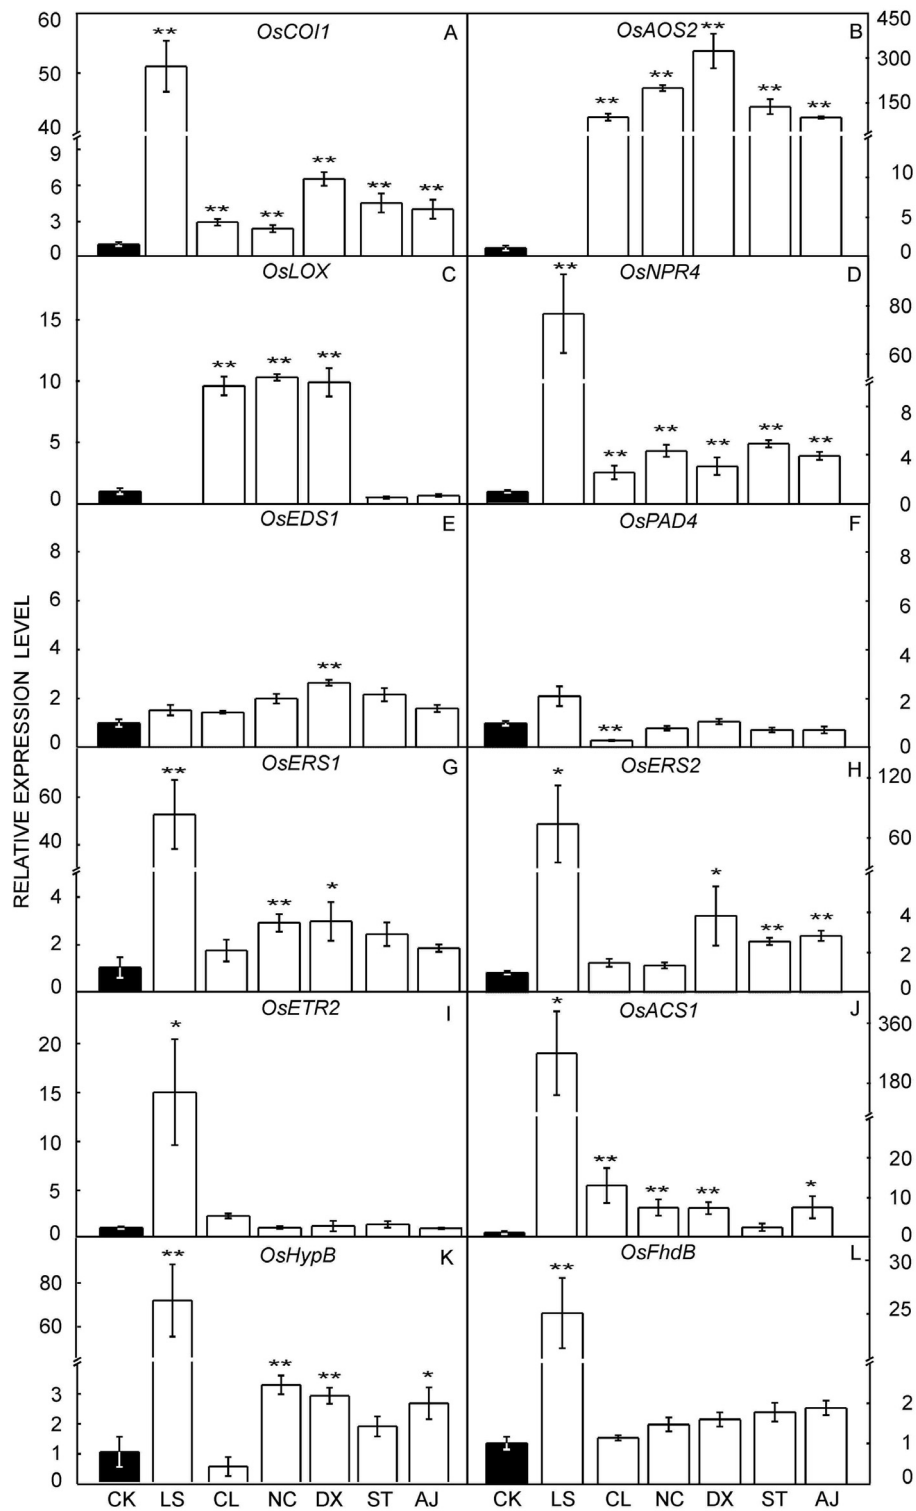 RELATIVE EXPRESSION LEVEL
OsCOI1 A
60
50
40
9
6
3
0
** ** ** ** ** **
OsAOS2 B
450
300
150
10
5
0
** ** ** ** **
OsLOX C
15
10
5
0
** ** **
OsNPR4 D
80
60
8
4
0
** ** ** ** ** **
OsEDS1 E
8
6
4
2
0
**
OsPAD4 F
8
6
4
2
0
**
OsERS1 G
60
40
4
2
0
** ** *
OsERS2 H
120
60
4
2
0
* * ** **
OsETR2 I
20
15
10
5
0
*
OsACS1 J
360
180
20
10
0
* ** ** ** *
OsHypB K
80
60
3
2
1
0
** ** ** *
OsFhdB L
30
25
2
1
0
**
CK LS CL NC DX ST AJ
CK LS CL NC DX ST AJ